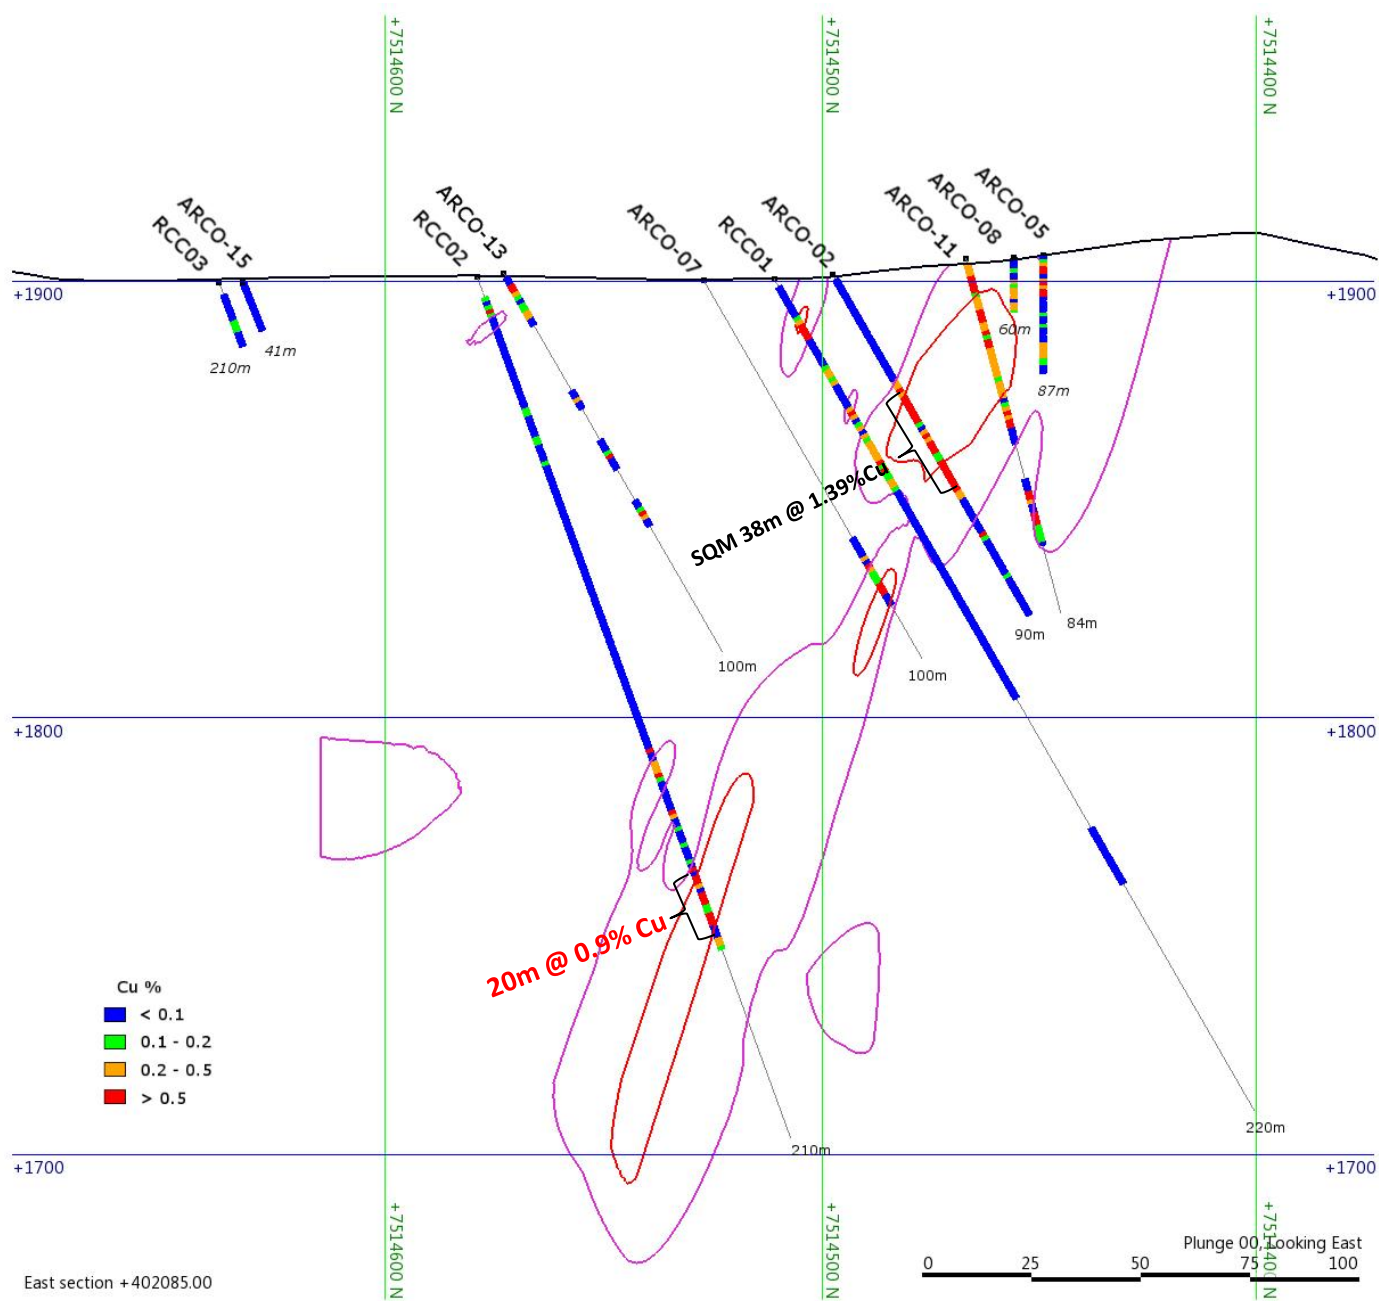 +7514600 N
+7514500 N
+7514400 N
RCC03
ARCO-15
RCC02
ARCO-13
ARCO-07
RCC01
ARCO-02
ARCO-11
ARCO-08
ARCO-05
+1900
+1900
60m
41m
210m
87m
SQM 38m @ 1.39%Cu
90m
84m
100m
100m
+1800
+1800
20m @ 0.9% Cu
Cu %
< 0.1
0.1 - 0.2
0.2 - 0.5
> 0.5
220m
210m
+1700
+1700
+7514600 N
+7514500 N
+7514400 N
Plunge 00, Looking East
0 25 50 75 100
East section +402085.00